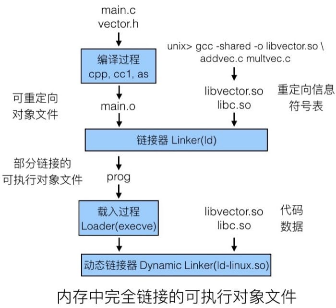 main.c
vector.h
unix> gcc -shared -o libvector.so \
addvec.c multvec.c
编译过程
cpp, cc1, as
可重定向
对象文件
main.o
libvector.so
libc.so
重定向信息
符号表
链接器 Linker(ld)
部分链接的
可执行对象文件
prog
载入过程
Loader(execve)
libvector.so
libc.so
代码
数据
动态链接器 Dynamic Linker(ld-linux.so)
内存中完全链接的可执行对象文件